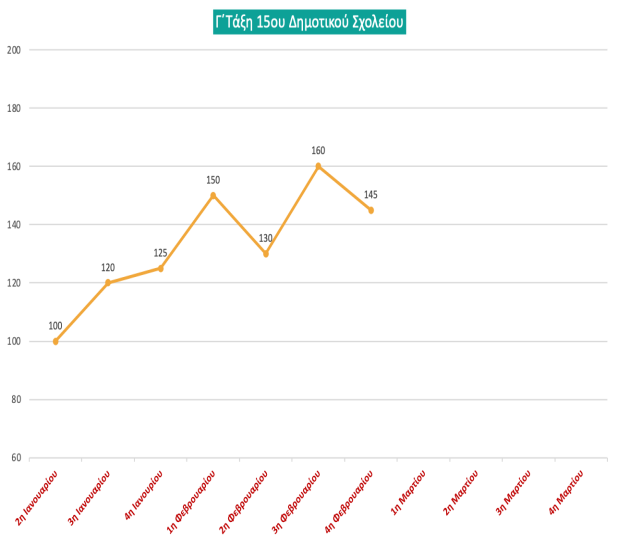 Γ΄Τάξη 15ου Δημοτικού Σχολείου
200
180
160
140
120
100
80
60
100
120
125
150
130
160
145
2η Ιανουαρίου
3η Ιανουαρίου
4η Ιανουρίου
1η Φεβρουαρίου
2η Φεβρουαρίου
3η Φεβρουαρίου
4η Φεβρουαρίου
1η Μαρτίου
2η Μαρτίου
3η Μαρτίου
4η Μαρτίου